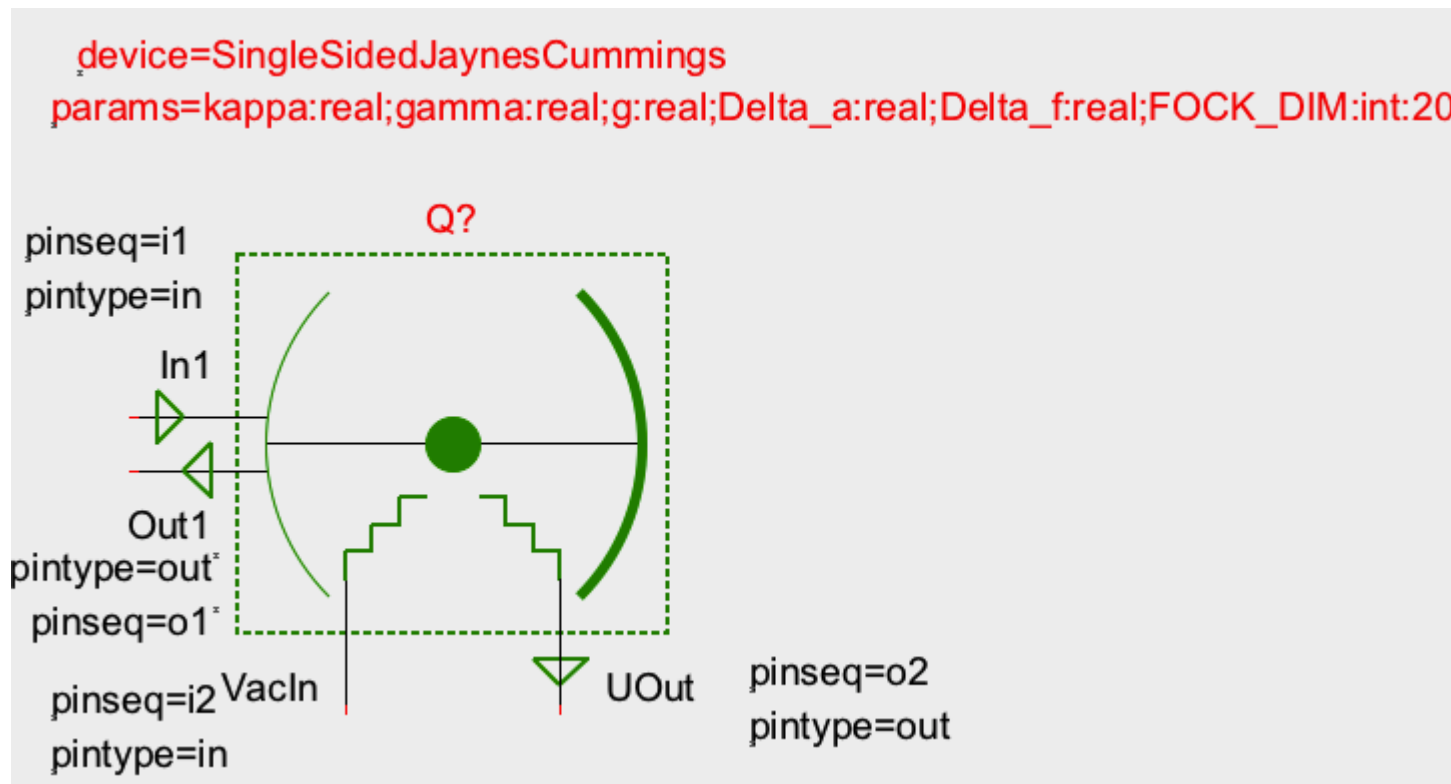 device=SingleSidedJaynesCummings
params=kappa:real;gamma:real;g:real;Delta_a:real;Delta_f:real;FOCK_DIM:int:20
Q?
pinseq=i1
pintype=in
In1
Out1
pintype=out
pinseq=o1
pinseq=i2
VacIn
pintype=in
UOut
pinseq=o2
pintype=out